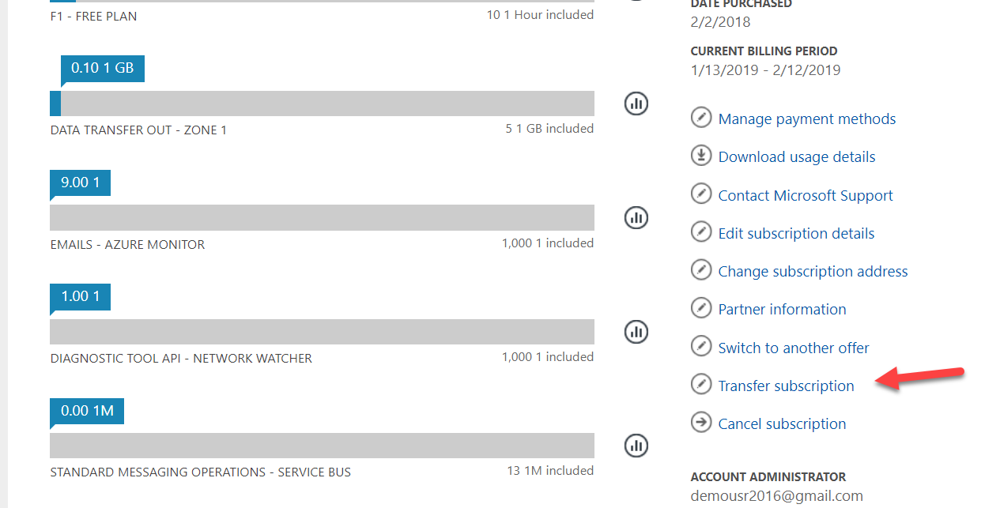 F1 - FREE PLAN
10 1 Hour included
0.10 1 GB
DATA TRANSFER OUT - ZONE 1
5 1 GB included
9.00 1
EMAILS - AZURE MONITOR
1,000 1 included
1.00 1
DIAGNOSTIC TOOL API - NETWORK WATCHER
1,000 1 included
0.00 1M
STANDARD MESSAGING OPERATIONS - SERVICE BUS
13 1M included
DATE PURCHASED
2/2/2018
CURRENT BILLING PERIOD
1/13/2019 - 2/12/2019
Manage payment methods
Download usage details
Contact Microsoft Support
Edit subscription details
Change subscription address
Partner information
Switch to another offer
Transfer subscription
Cancel subscription
ACCOUNT ADMINISTRATOR
demousr2016@gmail.com